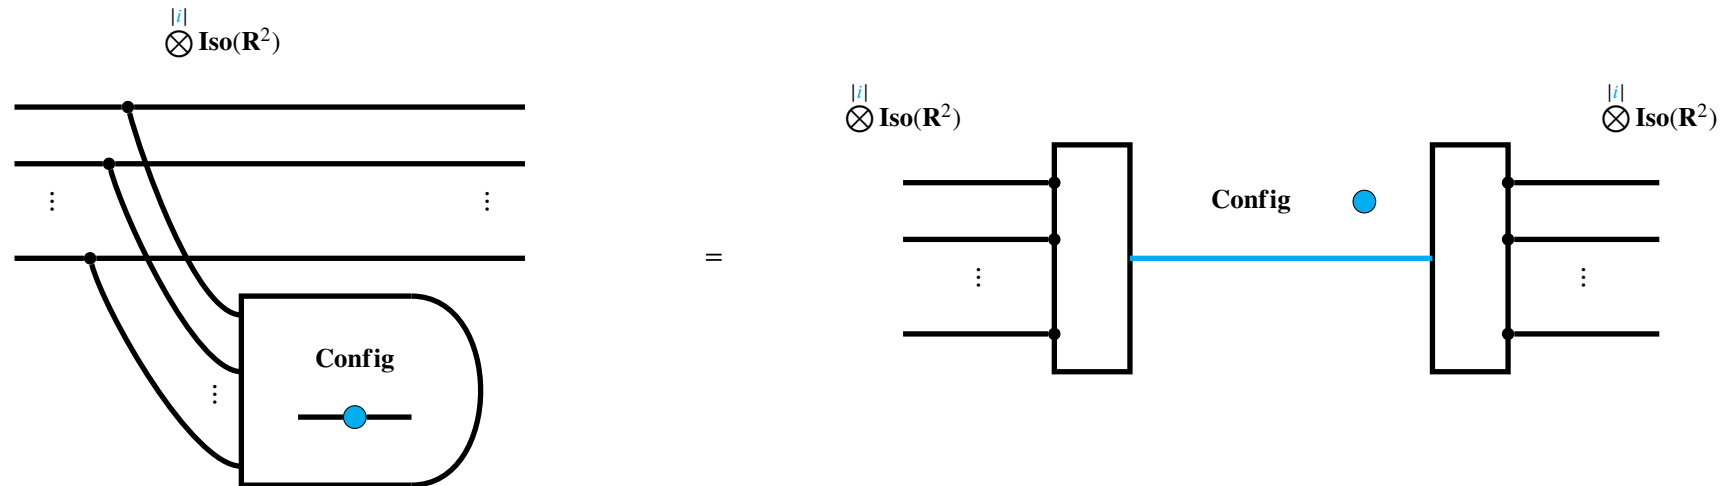 |i|
⨂ Iso(R²)
⋮ ⋮
⋮
Config
=
|i|
⨂ Iso(R²)
Config
|i|
⨂ Iso(R²)
⋮ ⋮